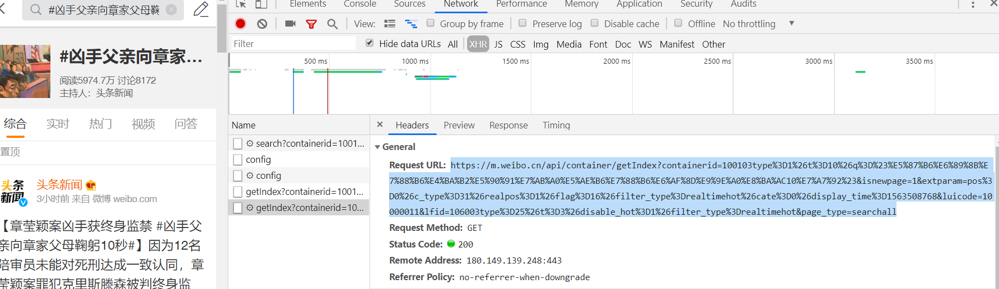 #凶手父亲向章家父母鞠
#凶手父亲向章家...
阅读5974.7万 讨论8172
主持人：头条新闻
综合 实时 热门 视频 问答
置顶
头条
新闻
头条新闻
3小时前 来自 微博 weibo.com
【章莹颖案凶手获终身监禁 #凶手父
亲向章家父母鞠躬10秒#】因为12名
陪审员未能对死刑达成一致认同，章
莹颖案罪犯克里斯滕森被判终身监
Elements Console Sources Network Performance Memory Application Security Audits
View: Group by frame Preserve log Disable cache Offline No throttling
Filter Hide data URLs All XHR JS CSS Img Media Font Doc WS Manifest Other
500 ms 1000 ms 1500 ms 2000 ms 2500 ms 3000 ms 3500 ms
Name
search?containerid=1001...
config
config
getIndex?containerid=1001...
getIndex?containerid=10...
Headers Preview Response Timing
General
Request URL: https://m.weibo.cn/api/container/getIndex?containerid=100103type%3D1%26t%3D10%26q%3D%23%E5%87%B6%E6%89%8B%E
7%88%B6%E4%BA%B2%E5%90%91%E7%AB%A0%E5%AE%B6%E7%88%B6%E6%AF%8D%E9%9E%A0%E8%BA%AC10%E7%A7%92%23&isnewpage=1&extparam=pos%3
D0%26c_type%3D31%26realpos%3D1%26flag%3D16%26filter_type%3Drealtimehot%26cate%3D0%26display_time%3D1563508768&luicode=10
000011&lfid=106003type%3D25%26t%3D3%26disable_hot%3D1%26filter_type%3Drealtimehot&page_type=searchall
Request Method: GET
Status Code: 200
Remote Address: 180.149.139.248:443
Referrer Policy: no-referrer-when-downgrade